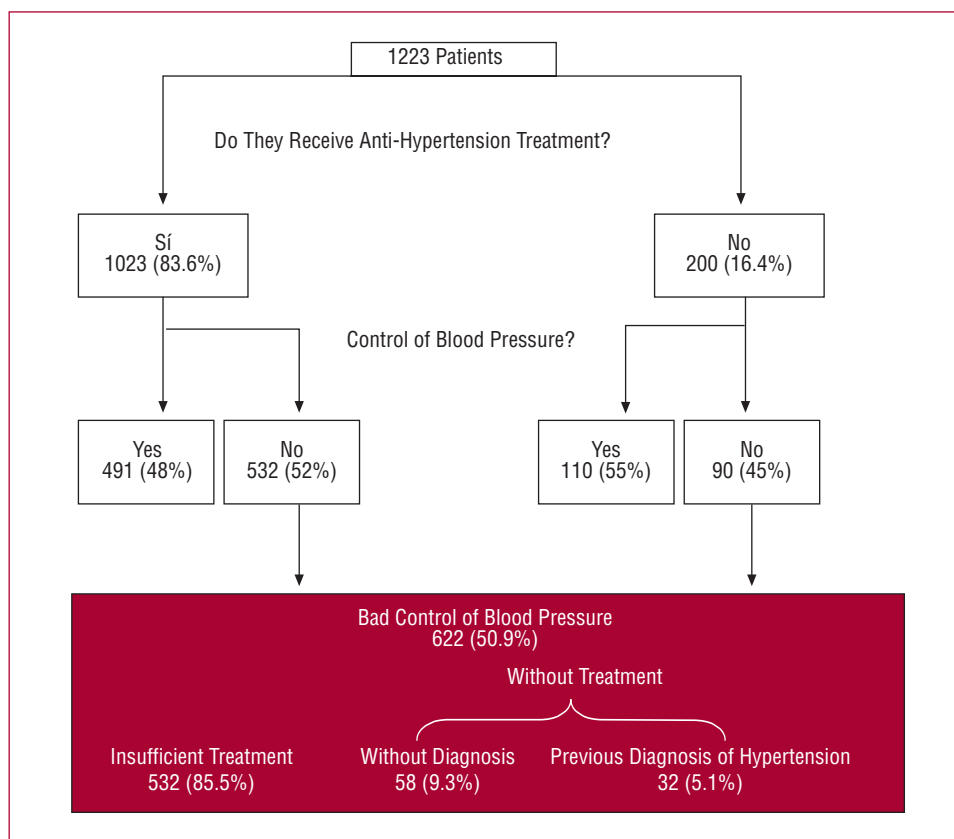 1223 Patients
Do They Receive Anti-Hypertension Treatment?
Sí
1023 (83.6%)
No
200 (16.4%)
Control of Blood Pressure?
Yes
491 (48%)
No
532 (52%)
Yes
110 (55%)
No
90 (45%)
Bad Control of Blood Pressure
622 (50.9%)
Without Treatment
Insufficient Treatment
532 (85.5%)
Without Diagnosis
58 (9.3%)
Previous Diagnosis of Hypertension
32 (5.1%)